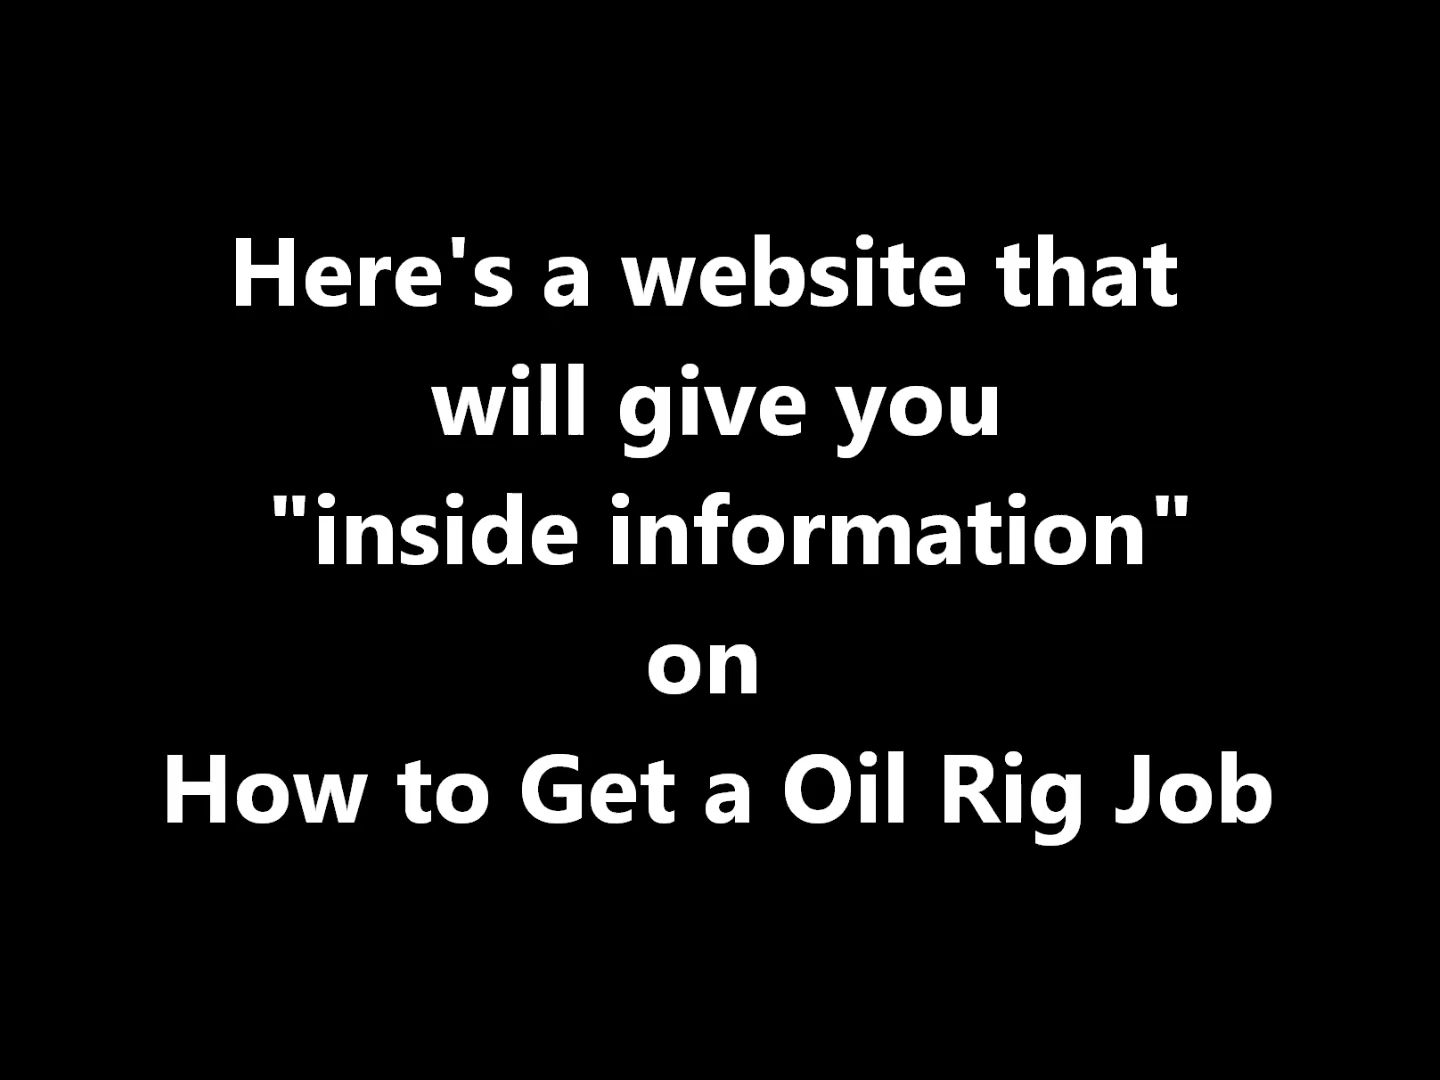 Here's a website that
will give you
"inside information"
on
How to Get a Oil Rig Job